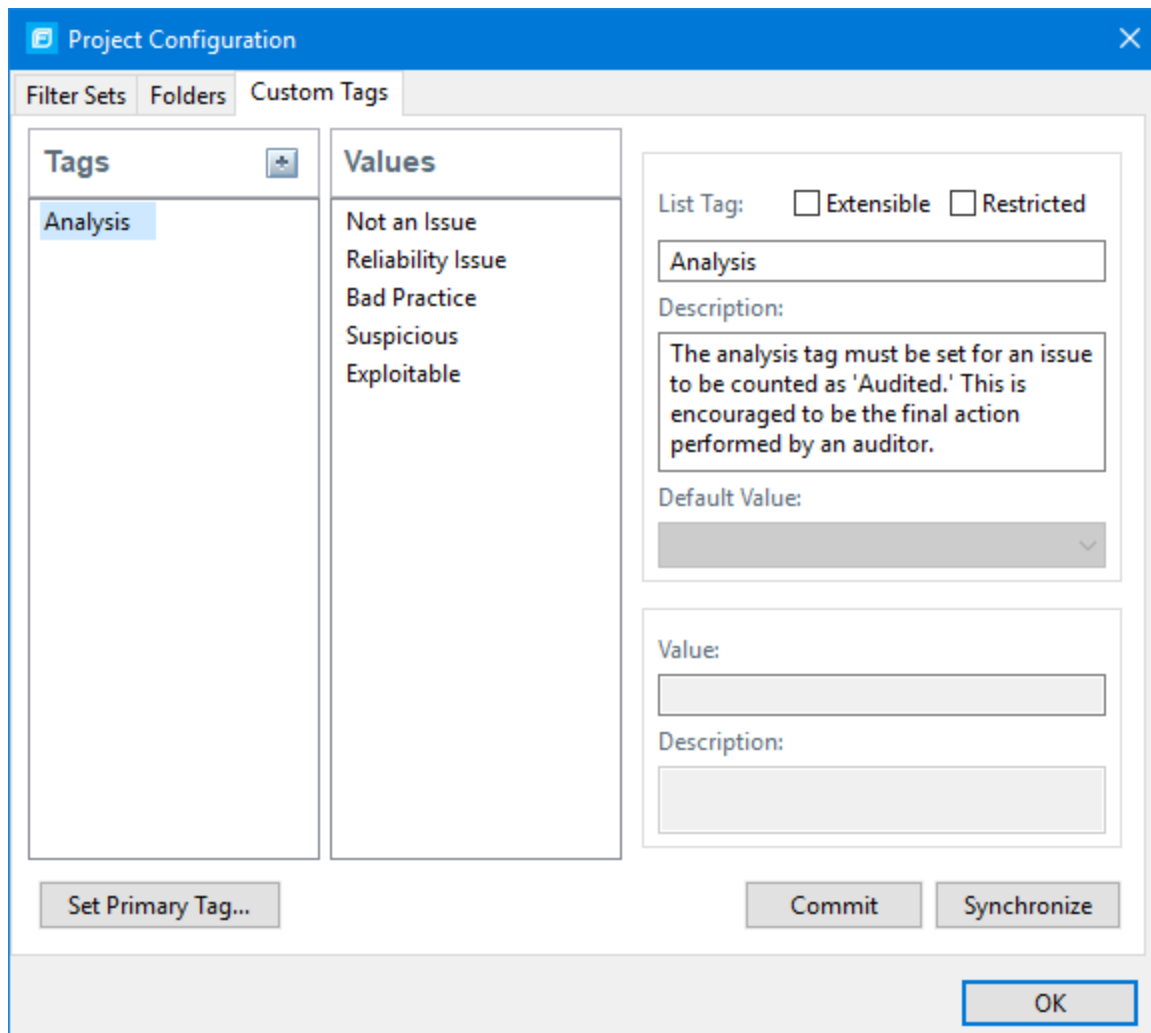 Project Configuration
Filter Sets
Folders
Custom Tags
Tags
Analysis
Values
Not an Issue
Reliability Issue
Bad Practice
Suspicious
Exploitable
List Tag:
Extensible
Restricted
Analysis
Description:
The analysis tag must be set for an issue
to be counted as 'Audited.' This is
encouraged to be the final action
performed by an auditor.
Default Value:
Value:
Description:
Set Primary Tag...
Commit
Synchronize
OK